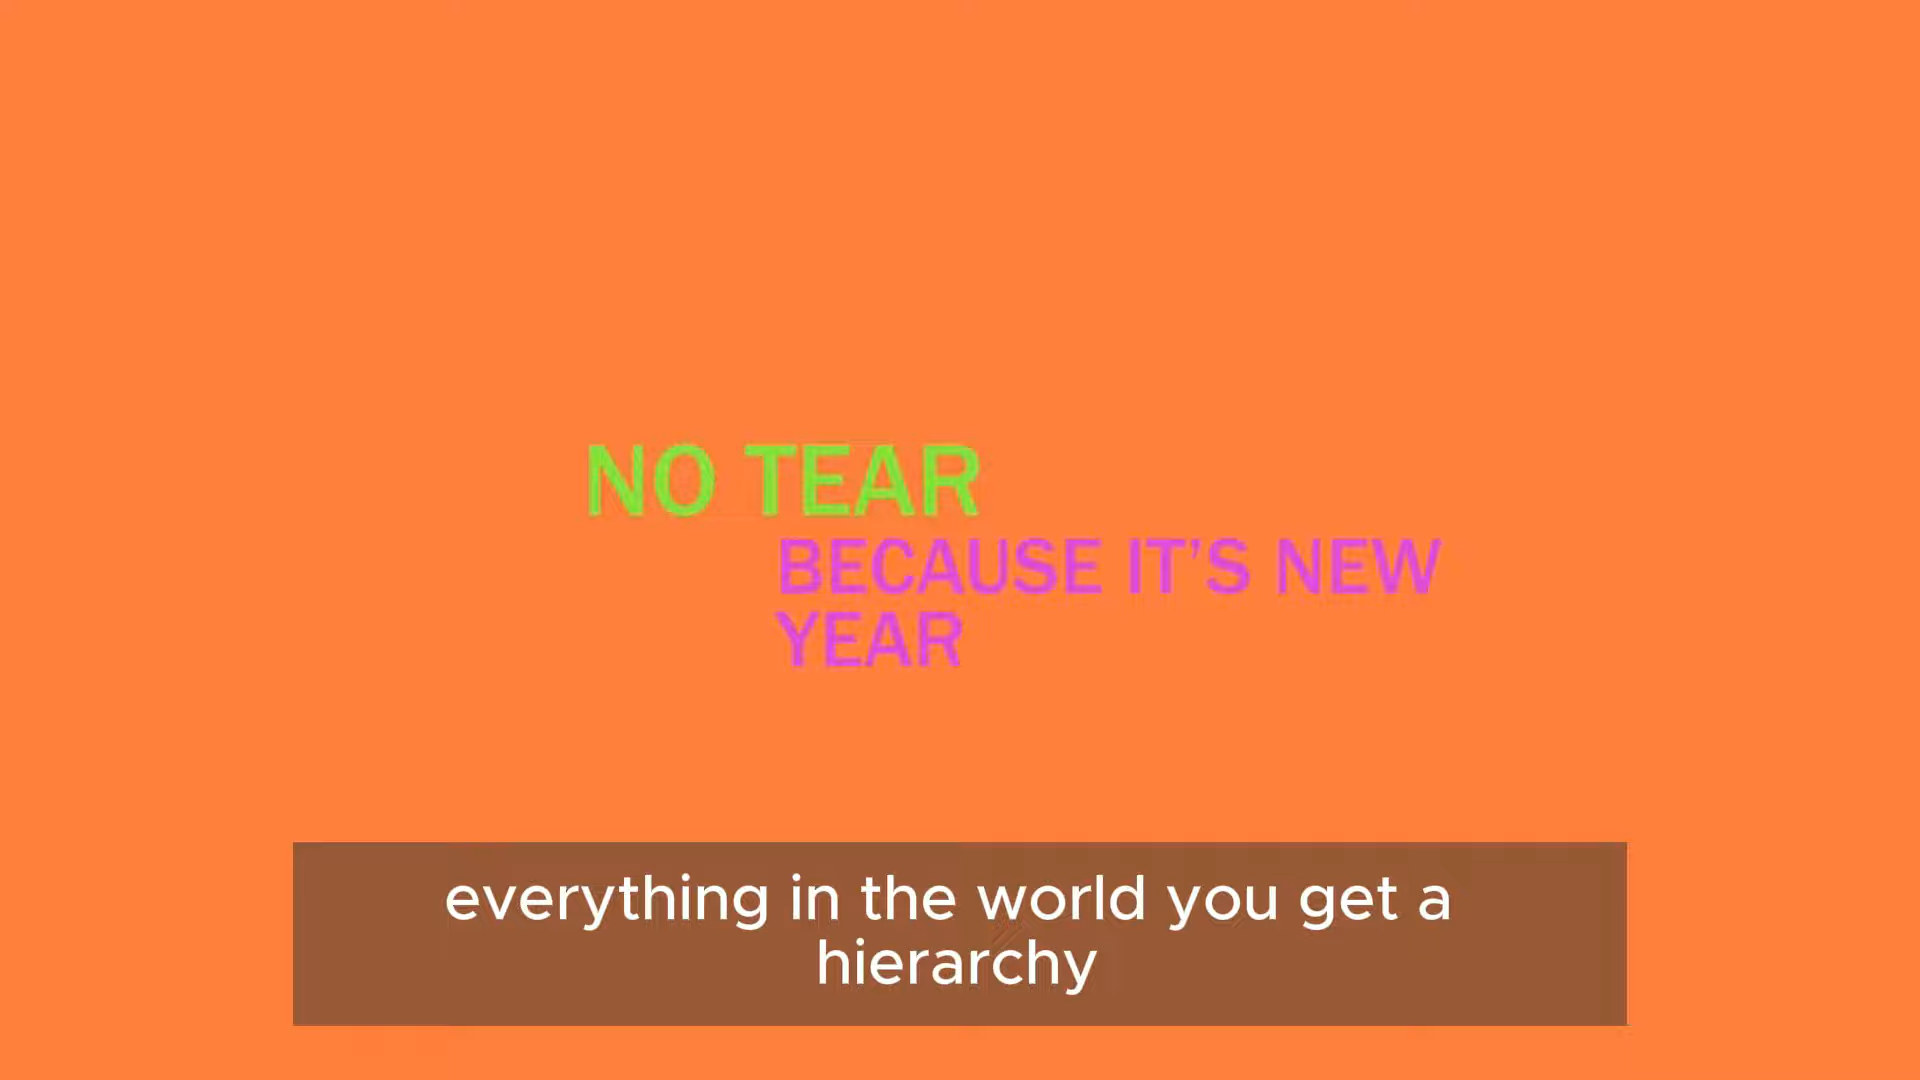 NO TEAR
BECAUSE IT’S NEW
YEAR
everything in the world you get a
hierarchy